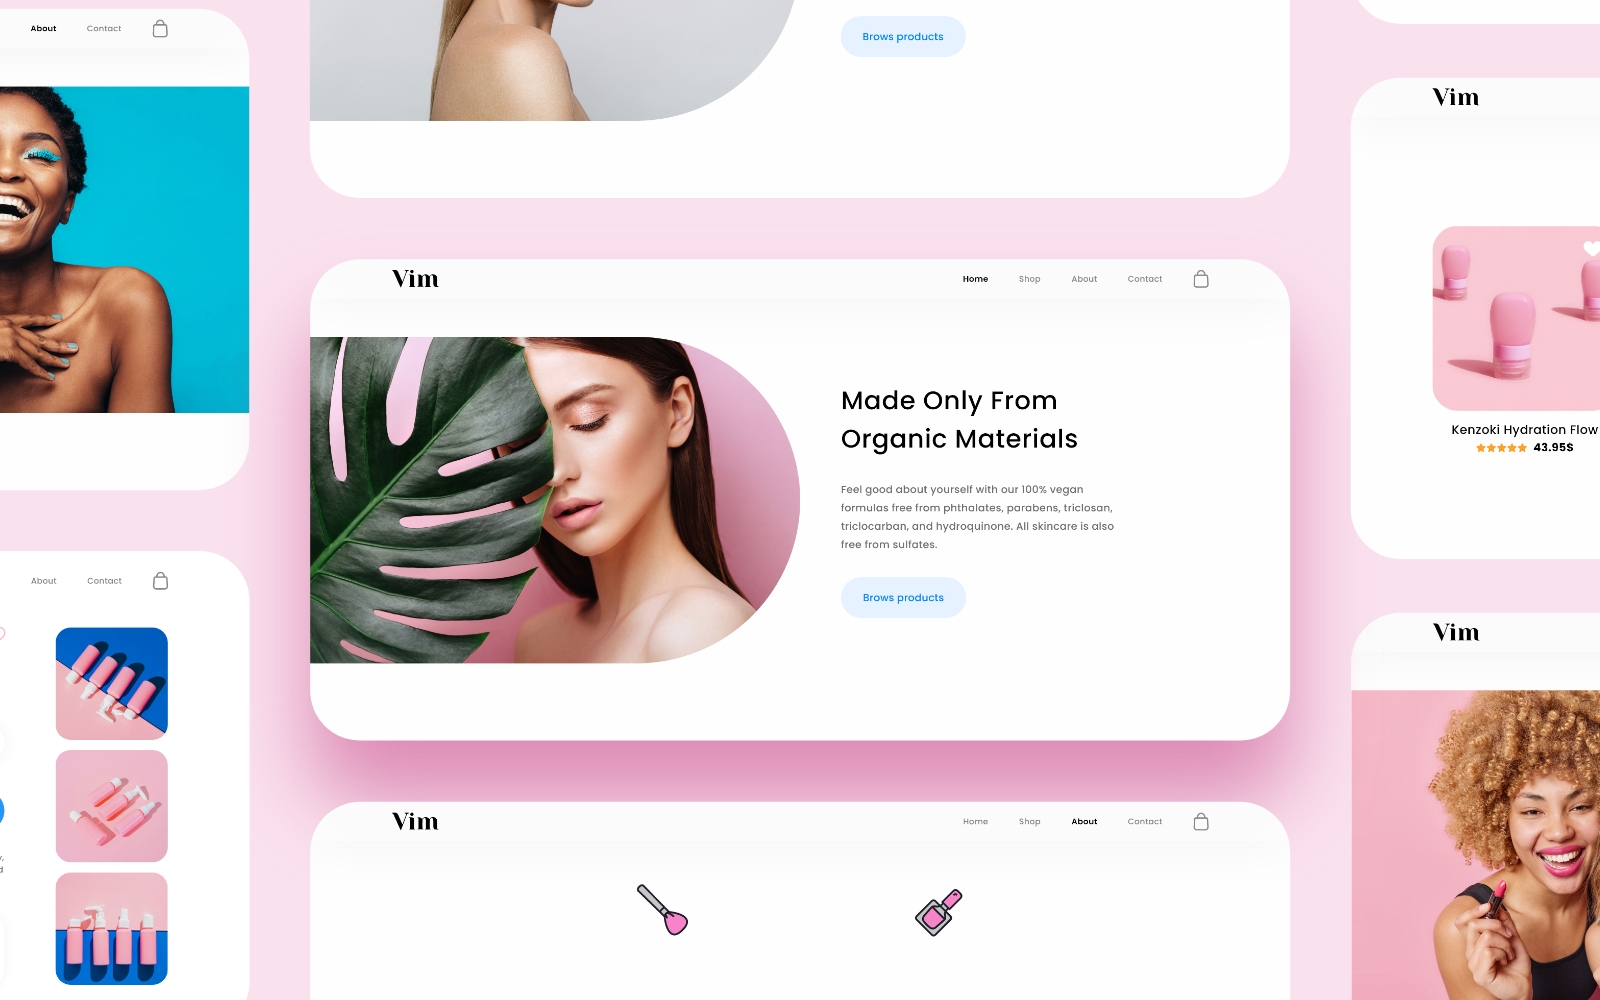 About Contact
Brows products
Vim
Vim
Home Shop About Contact
Made Only From
Organic Materials
Feel good about yourself with our 100% vegan
formulas free from phthalates, parabens, triclosan,
triclocarban, and hydroquinone. All skincare is also
free from sulfates.
Brows products
Kenzoki Hydration Flow
43.95$
About Contact
Vim
Vim
Home Shop About Contact